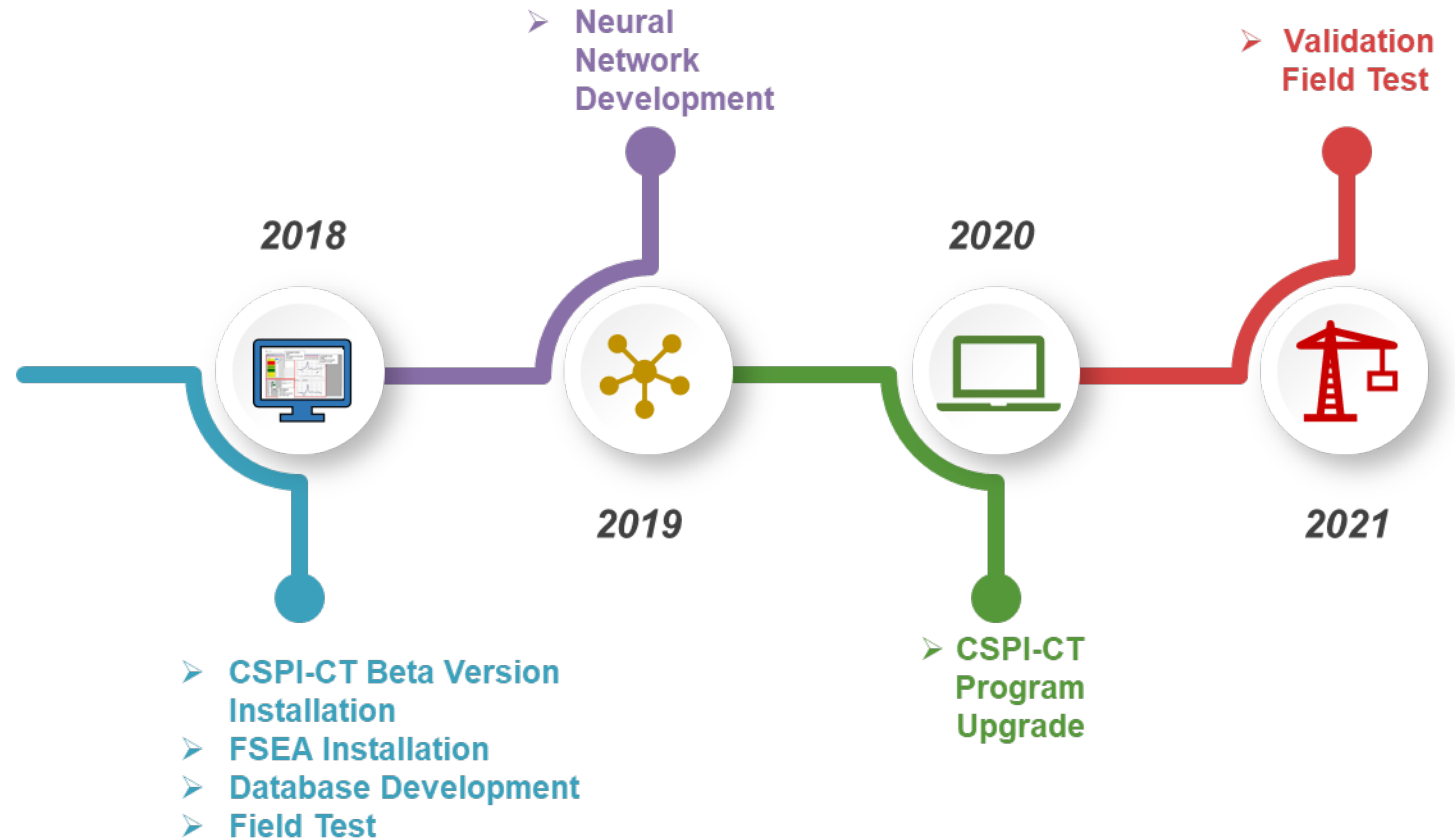 ➢ Neural
Network
Development
➢ Validation
Field Test
2018
2020
2019
2021
➢ CSPI-CT Beta Version
Installation
➢ FSEA Installation
➢ Database Development
➢ Field Test
➢ CSPI-CT
Program
Upgrade